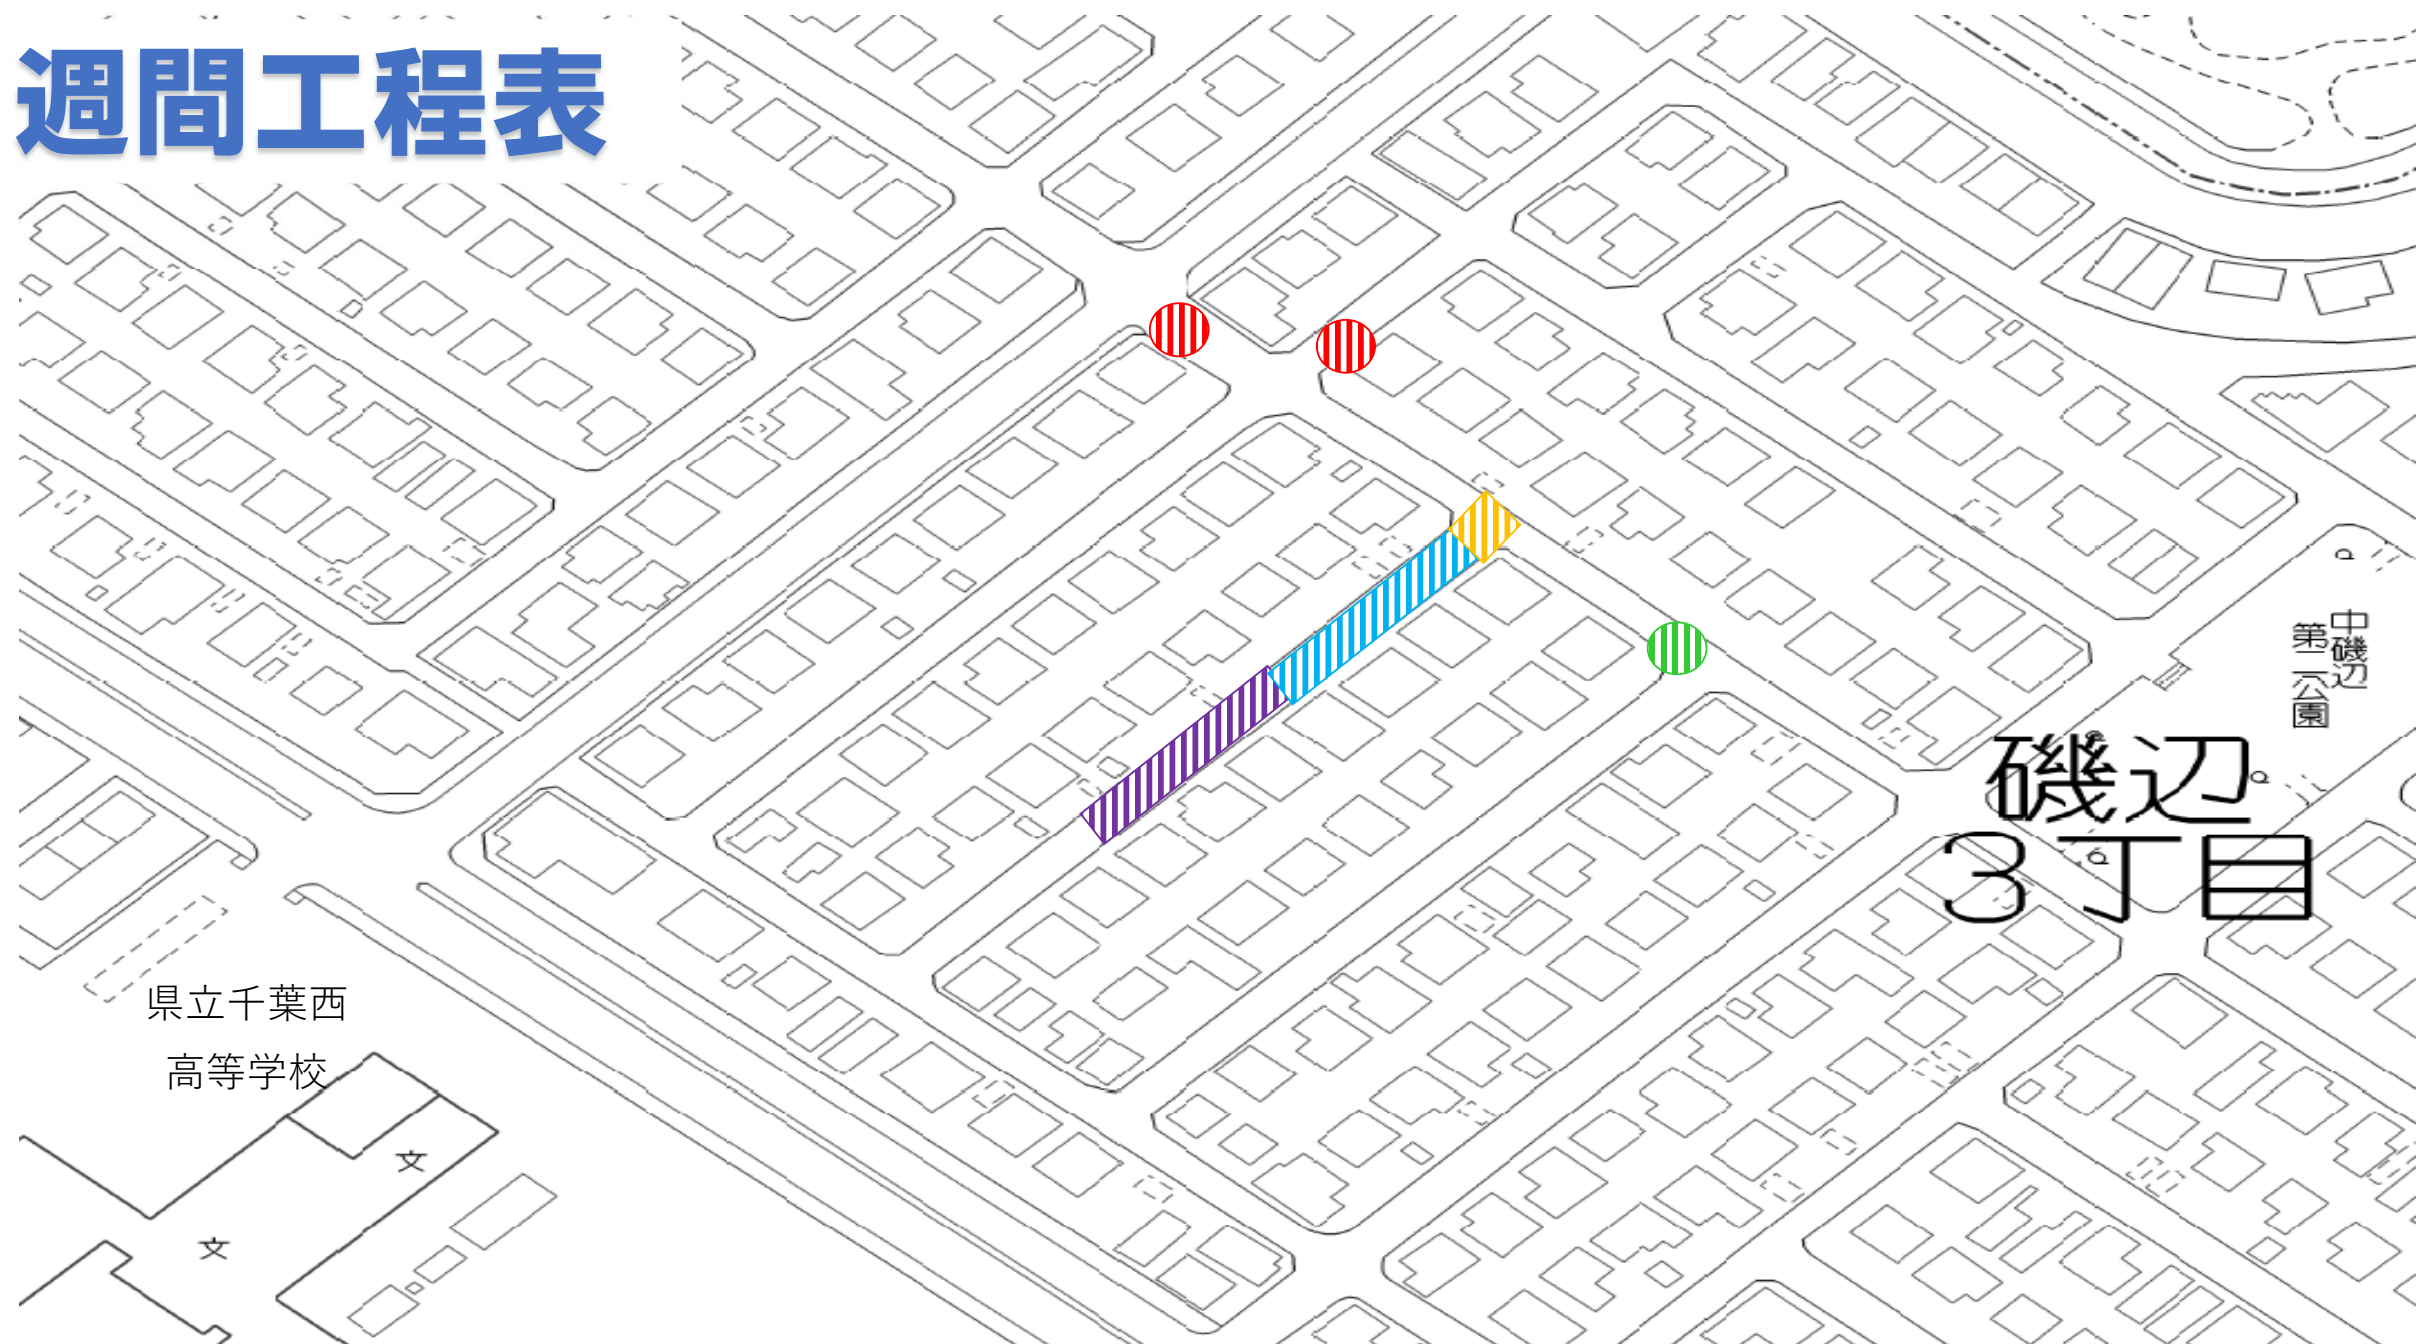 週間工程表
中磯辺
第二公園
磯辺
3丁目
県立千葉西
高等学校
文
文